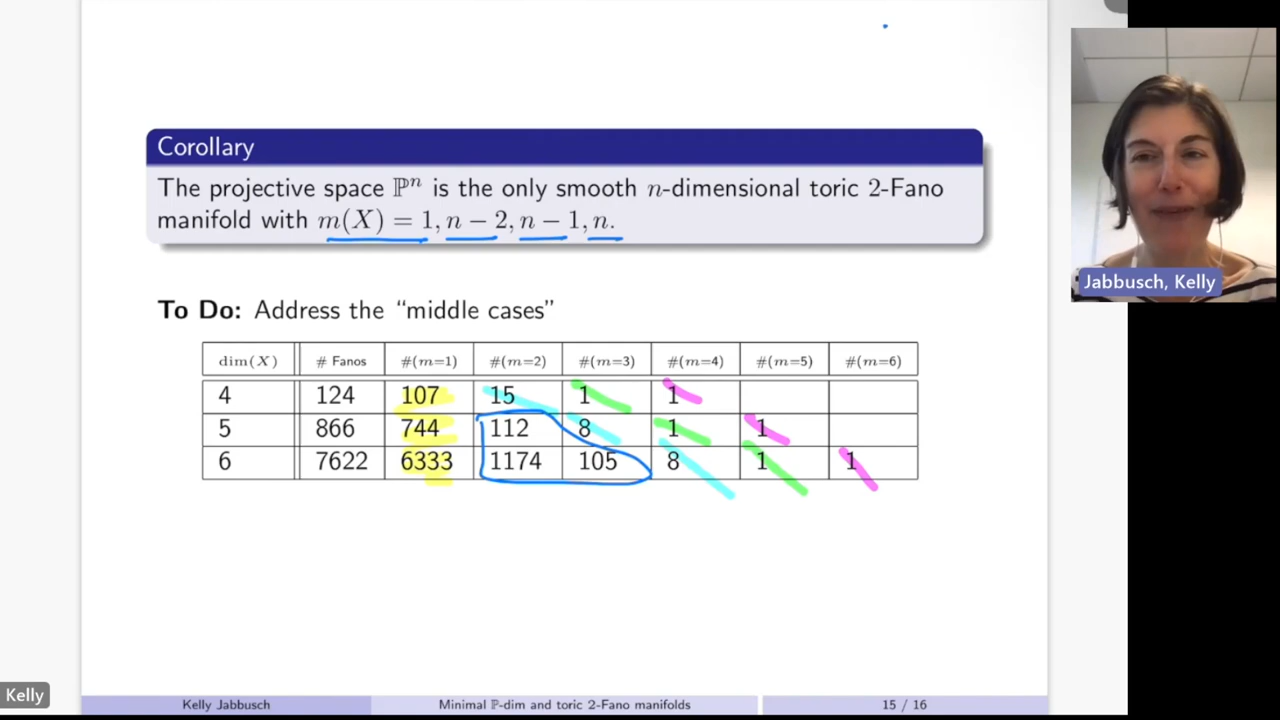 Corollary
The projective space ℙⁿ is the only smooth n-dimensional toric 2-Fano
manifold with m(X) = 1, n − 2, n − 1, n.
To Do: Address the “middle cases”
dim(X) # Fanos #(m=1) #(m=2) #(m=3) #(m=4) #(m=5) #(m=6)
4 124 107 15 1 1
5 866 744 112 8 1 1
6 7622 6333 1174 105 8 1 1
Jabbusch, Kelly
Kelly
Kelly Jabbusch Minimal ℙ-dim and toric 2-Fano manifolds 15 / 16